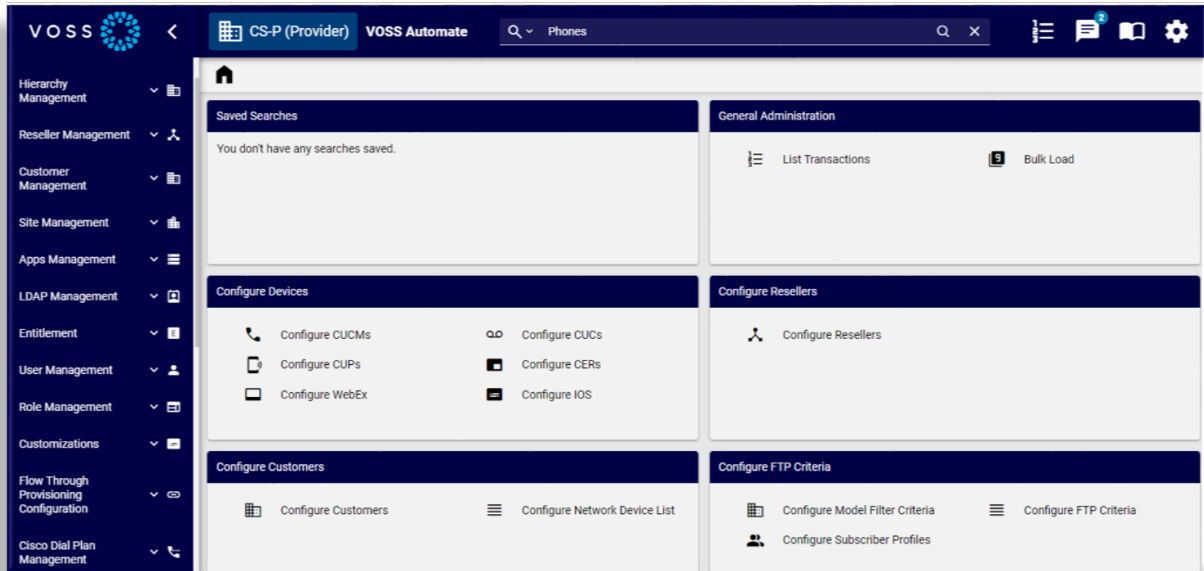 VOSS
CS-P (Provider)
VOSS Automate
Phones
2
Hierarchy
Management
Reseller Management
Customer
Management
Site Management
Apps Management
LDAP Management
Entitlement
User Management
Role Management
Customizations
Flow Through
Provisioning
Configuration
Cisco Dial Plan
Management
Saved Searches
You don't have any searches saved.
General Administration
List Transactions
Bulk Load
Configure Devices
Configure CUCMs
Configure CUCs
Configure CUPs
Configure CERs
Configure WebEx
Configure IOS
Configure Resellers
Configure Resellers
Configure Customers
Configure Customers
Configure Network Device List
Configure FTP Criteria
Configure Model Filter Criteria
Configure FTP Criteria
Configure Subscriber Profiles